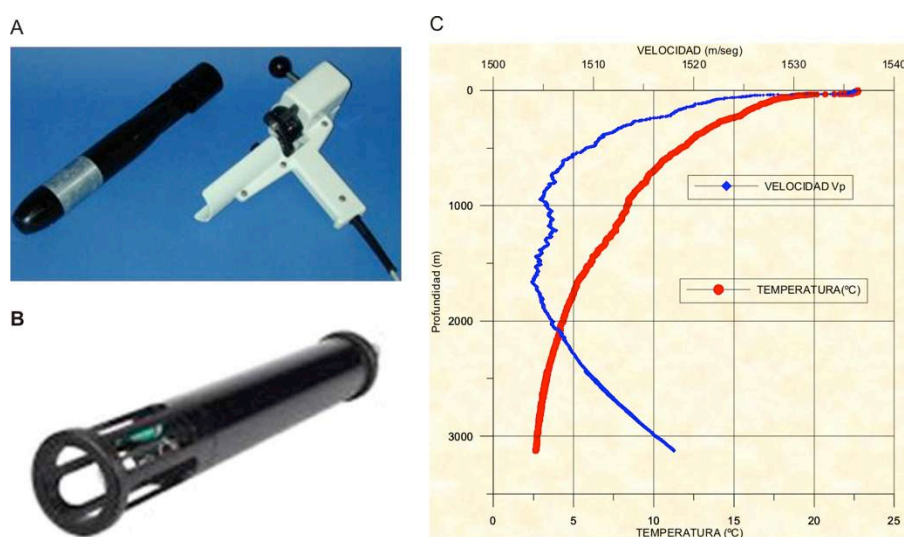 A
B
C
VELOCIDAD (m/seg)
1500 1510 1520 1530 1540
0
1000
2000
3000
Profundidad (m)
VELOCIDAD Vp
TEMPERATURA(ºC)
0 5 10 15 20 25
TEMPERATURA (ºC)